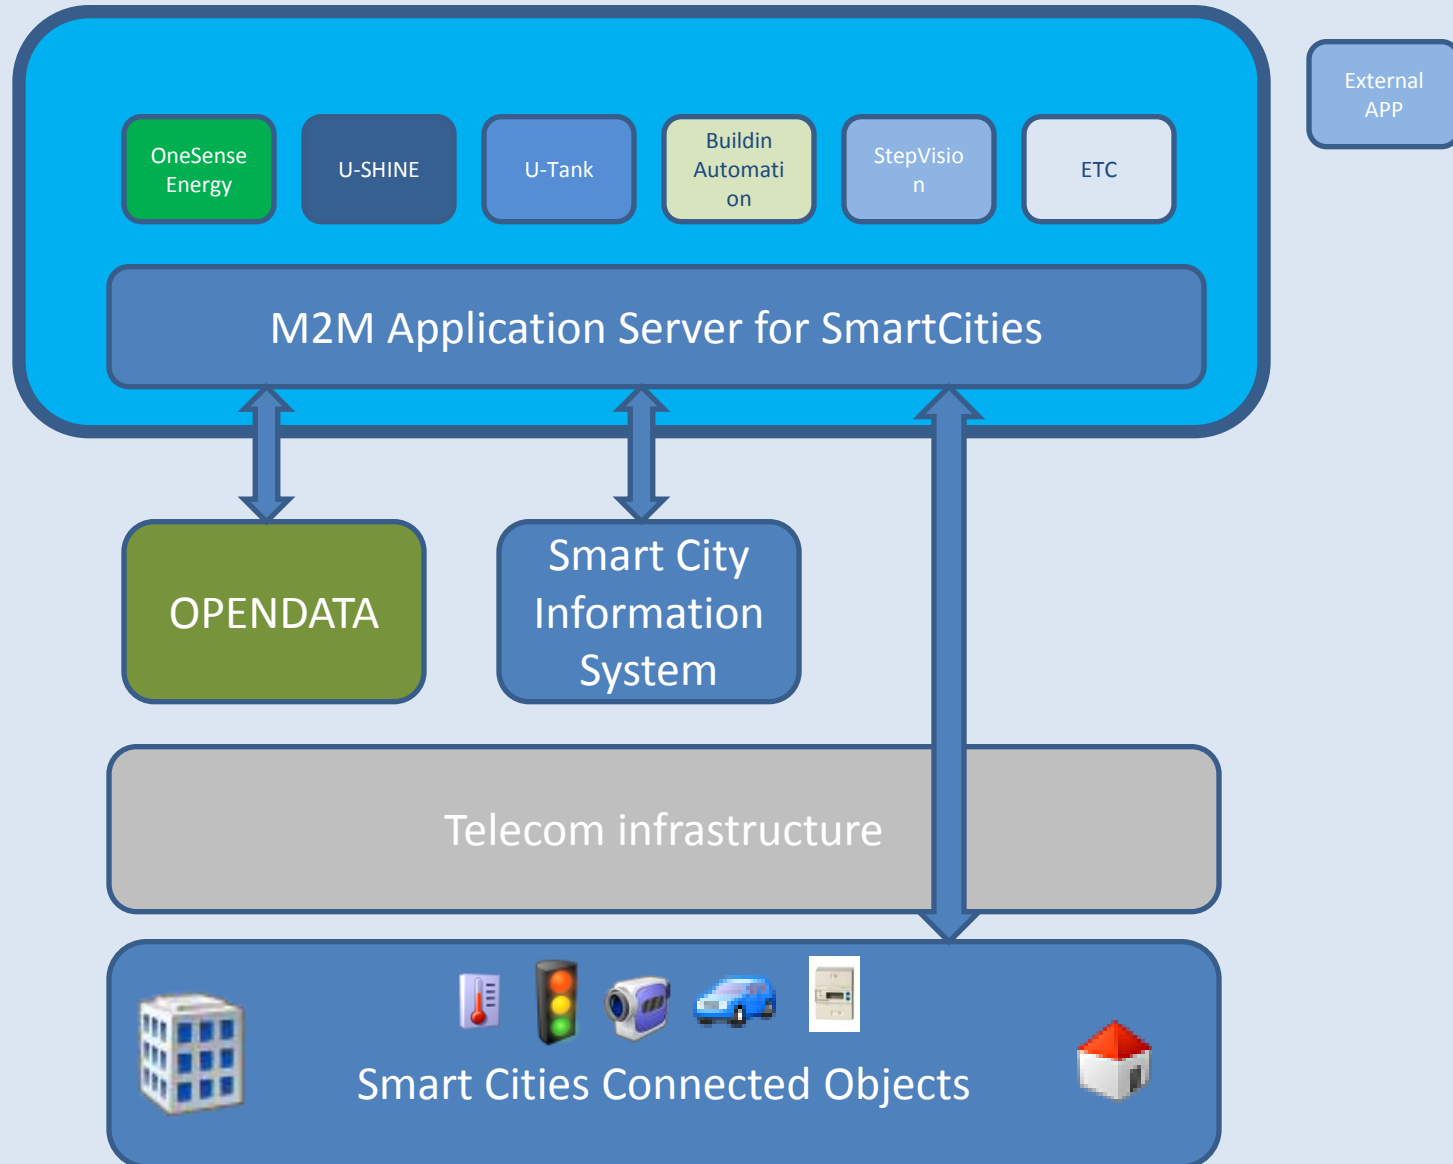 External
APP
OneSense
Energy
U-SHINE
U-Tank
Buildin
Automati
on
StepVisio
n
ETC
M2M Application Server for SmartCities
OPENDATA
Smart City
Information
System
Telecom infrastructure
Smart Cities Connected Objects